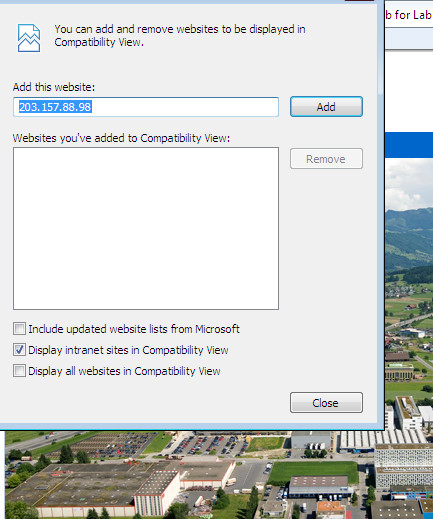 You can add and remove websites to be displayed in
Compatibility View.
b for Lab
Add this website:
203.157.88.98
Add
Websites you've added to Compatibility View:
Remove
Include updated website lists from Microsoft
Display intranet sites in Compatibility View
Display all websites in Compatibility View
Close